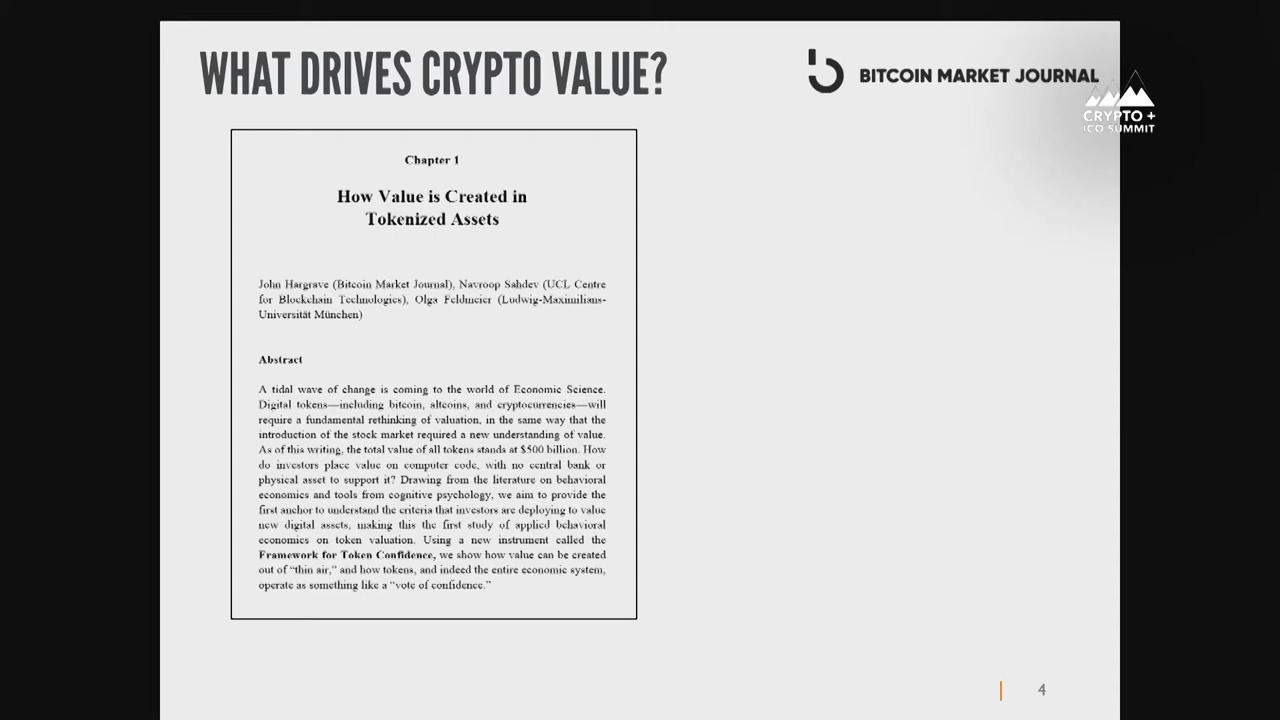 WHAT DRIVES CRYPTO VALUE?
BITCOIN MARKET JOURNAL
CRYPTO +
ICO SUMMIT
Chapter 1
How Value is Created in
Tokenized Assets
John Hargrave (Bitcoin Market Journal), Navroop Sahdev (UCL Centre
for Blockchain Technologies), Olga Feldmeier (Ludwig-Maximilians-
Universität München)
Abstract
A tidal wave of change is coming to the world of Economic Science.
Digital tokens—including bitcoin, altcoins, and cryptocurrencies—will
require a fundamental rethinking of valuation, in the same way that the
introduction of the stock market required a new understanding of value.
As of this writing, the total value of all tokens stands at $500 billion. How
do investors place value on computer code, with no central bank or
physical asset to support it? Drawing from the literature on behavioral
economics and tools from cognitive psychology, we aim to provide the
first anchor to understand the criteria that investors are deploying to value
new digital assets, making this the first study of applied behavioral
economics on token valuation. Using a new instrument called the
Framework for Token Confidence, we show how value can be created
out of “thin air,” and how tokens, and indeed the entire economic system,
operate as something like a “vote of confidence.”
4